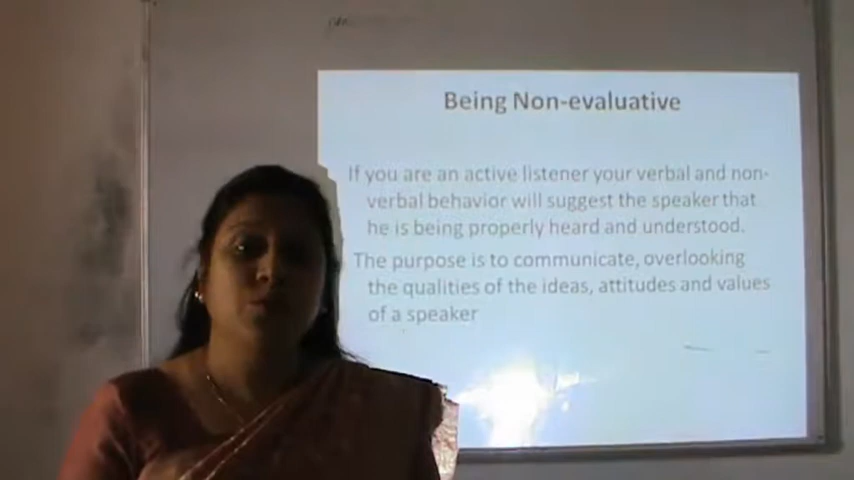 Being Non-evaluative
If you are an active listener your verbal and non-
verbal behavior will suggest the speaker that
he is being properly heard and understood.
The purpose is to communicate, overlooking
the qualities of the ideas, attitudes and values
of a speaker